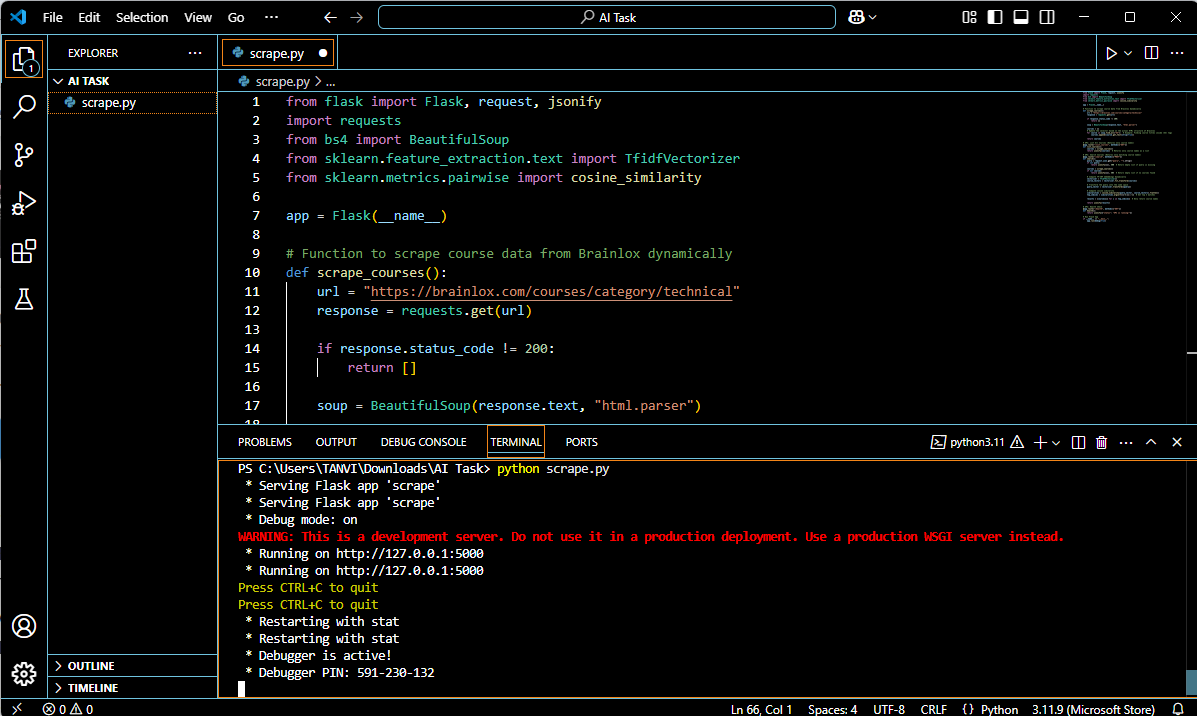 File Edit Selection View Go ··· AI Task
EXPLORER ···
AI TASK
scrape.py
OUTLINE
TIMELINE
scrape.py
scrape.py > ...
1 from flask import Flask, request, jsonify
2 import requests
3 from bs4 import BeautifulSoup
4 from sklearn.feature_extraction.text import TfidfVectorizer
5 from sklearn.metrics.pairwise import cosine_similarity
6
7 app = Flask(__name__)
8
9 # Function to scrape course data from Brainlox dynamically
10 def scrape_courses():
11 url = "https://brainlox.com/courses/category/technical"
12 response = requests.get(url)
13
14 if response.status_code != 200:
15 return []
16
17 soup = BeautifulSoup(response.text, "html.parser")
18
PROBLEMS OUTPUT DEBUG CONSOLE TERMINAL PORTS python3.11 ···
PS C:\Users\TANVI\Downloads\AI Task> python scrape.py
* Serving Flask app 'scrape'
* Serving Flask app 'scrape'
* Debug mode: on
WARNING: This is a development server. Do not use it in a production deployment. Use a production WSGI server instead.
* Running on http://127.0.0.1:5000
* Running on http://127.0.0.1:5000
Press CTRL+C to quit
Press CTRL+C to quit
* Restarting with stat
* Restarting with stat
* Debugger is active!
* Debugger PIN: 591-230-132
1
0 0 Ln 66, Col 1 Spaces: 4 UTF-8 CRLF {} Python 3.11.9 (Microsoft Store)